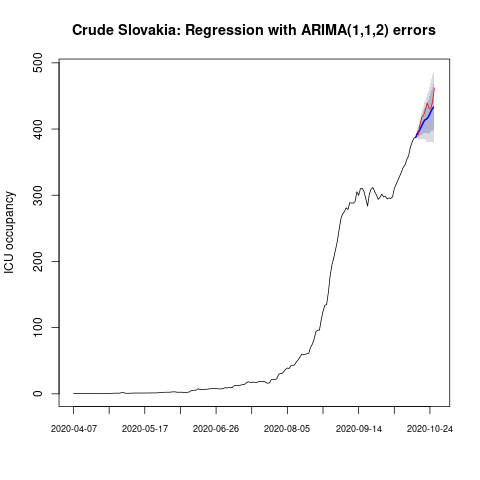 Crude Slovakia: Regression with ARIMA(1,1,2) errors
ICU occupancy
500
400
300
200
100
0
2020-04-07 2020-05-17 2020-06-26 2020-08-05 2020-09-14 2020-10-24